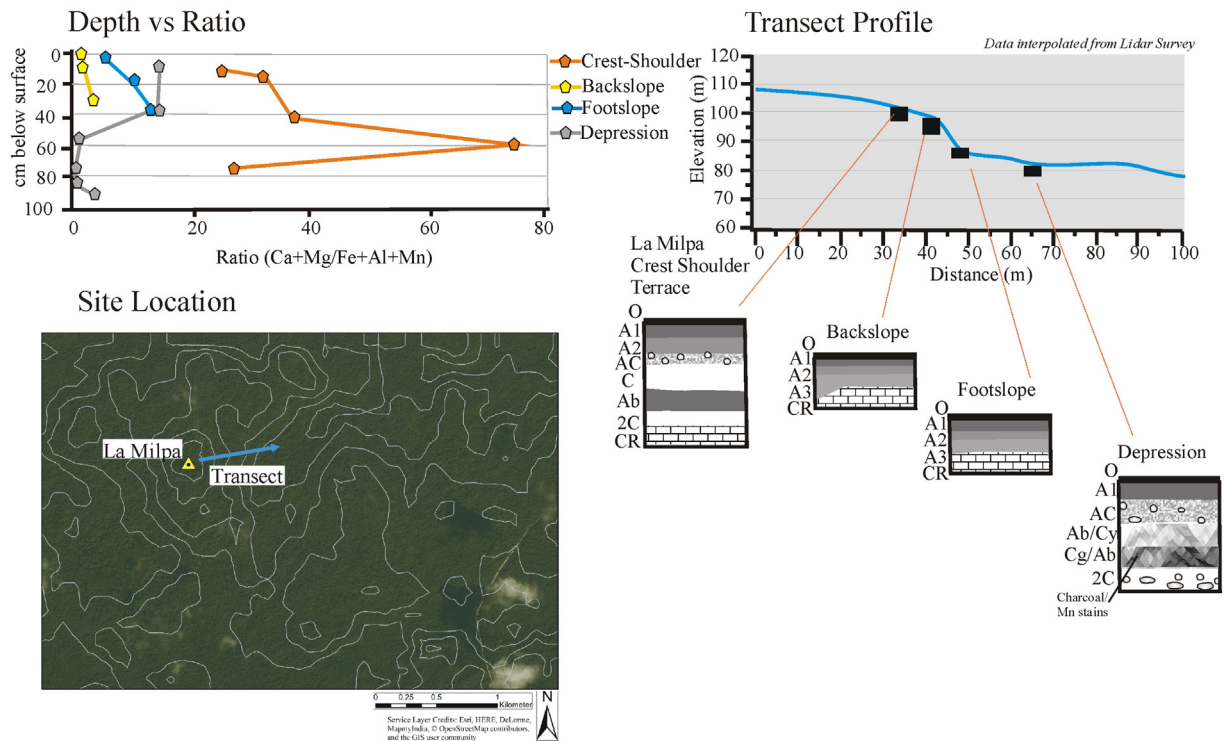 Depth vs Ratio
cm below surface
0
20
40
60
80
100
0
20
40
60
80
Ratio (Ca+Mg/Fe+Al+Mn)
Crest-Shoulder
Backslope
Footslope
Depression
Transect Profile
Data interpolated from Lidar Survey
Elevation (m)
120
110
100
90
80
70
60
0
10
20
30
40
50
60
70
80
90
100
Distance (m)
La Milpa
Crest Shoulder
Terrace
O
A1
A2
AC
C
Ab
2C
CR
Backslope
O
A1
A2
A3
CR
Footslope
O
A1
A2
A3
CR
Depression
O
A1
AC
Ab/Cy
Cg/Ab
2C
Charcoal/
Mn stains
Site Location
La Milpa
Transect
0 0.25 0.5 1
Kilometer
N
Service Layer Credits: Esri, HERE, DeLorme,
MapmyIndia, © OpenStreetMap contributors,
and the GIS user community